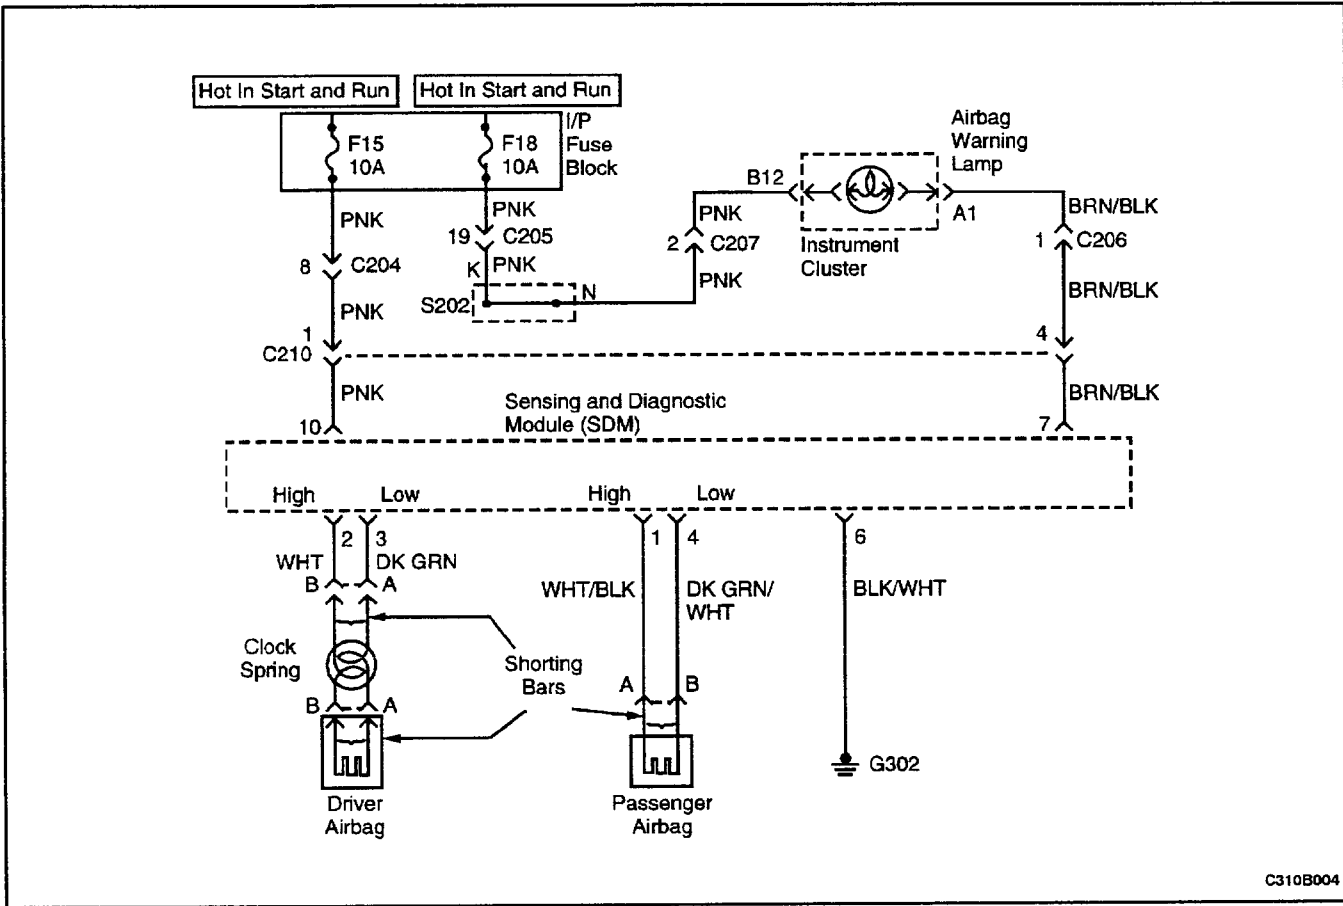 Hot In Start and Run
Hot In Start and Run
I/P
Fuse
Block
F15
10A
F18
10A
Airbag
Warning
Lamp
B12
A1
Instrument
Cluster
PNK
PNK
19
C205
K
PNK
S202
N
8
C204
PNK
PNK
2
C207
PNK
BRN/BLK
1
C206
BRN/BLK
1
C210
4
PNK
BRN/BLK
10
7
Sensing and Diagnostic
Module (SDM)
High
Low
High
Low
2
3
1
4
6
WHT
DK GRN
B
A
WHT/BLK
DK GRN/
WHT
BLK/WHT
Clock
Spring
Shorting
Bars
A
B
B
A
G302
Driver
Airbag
Passenger
Airbag
C310B004